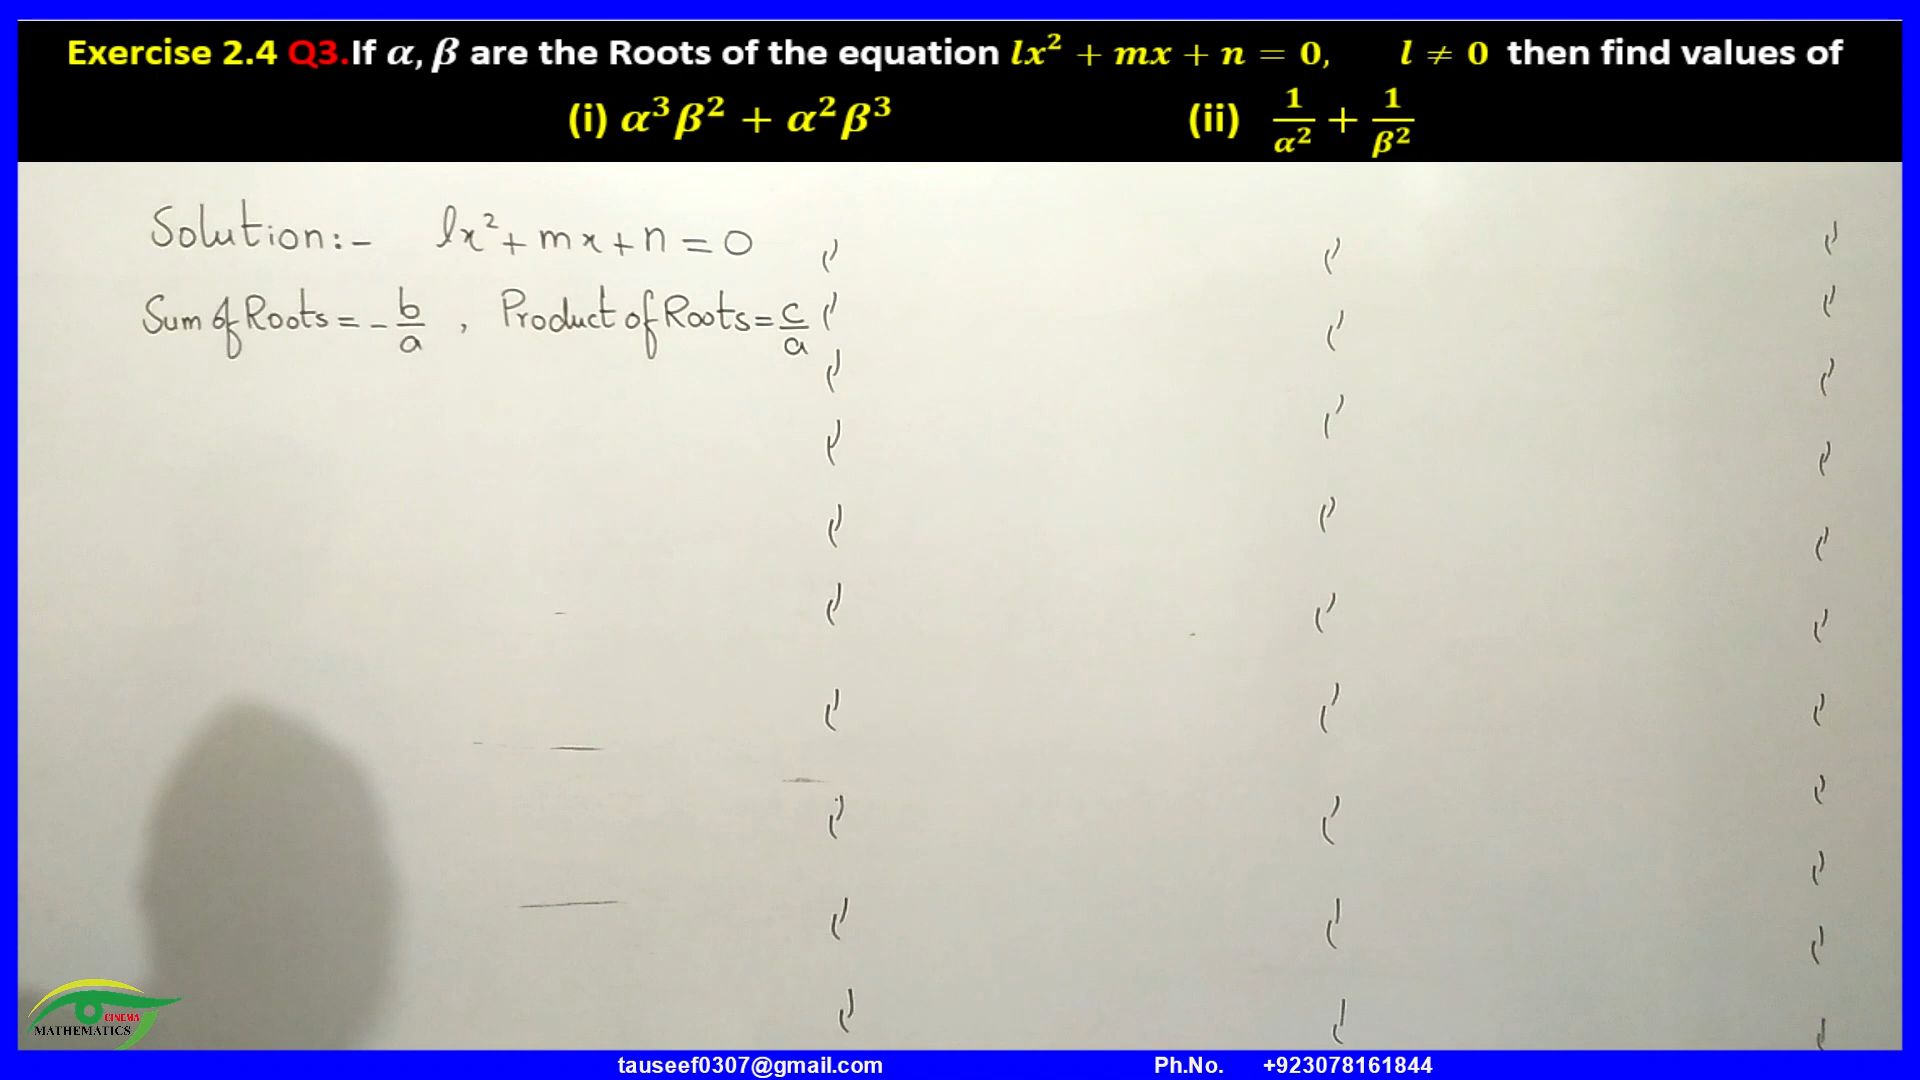 Exercise 2.4 Q3.If α, β are the Roots of the equation lx² + mx + n = 0, l ≠ 0 then find values of
(i) α³β² + α²β³ (ii) 1/α² + 1/β²
Solution:- lx²+mx+n=0
Sum of Roots = -b/a , Product of Roots = c/a
CINEMA
MATHEMATICS
tauseef0307@gmail.com Ph.No. +923078161844